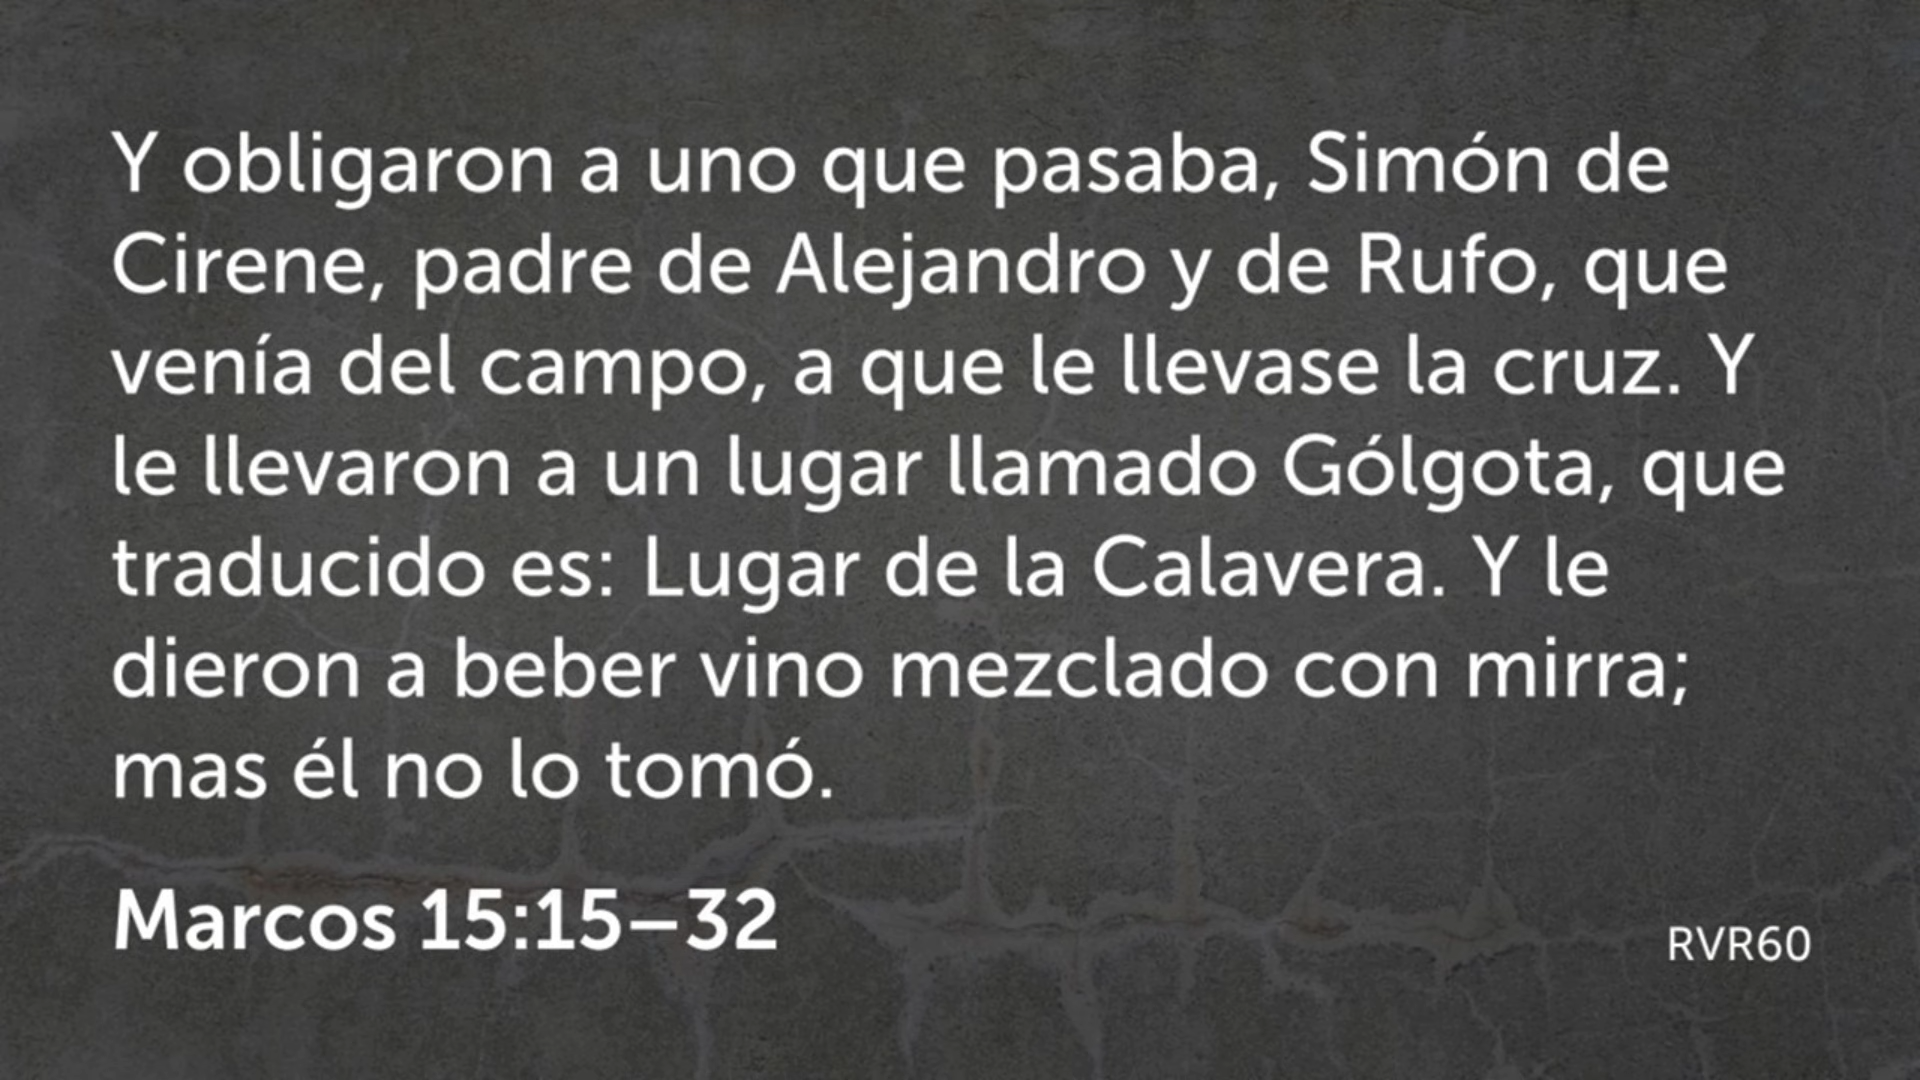 Y obligaron a uno que pasaba, Simón de
Cirene, padre de Alejandro y de Rufo, que
venía del campo, a que le llevase la cruz. Y
le llevaron a un lugar llamado Gólgota, que
traducido es: Lugar de la Calavera. Y le
dieron a beber vino mezclado con mirra;
mas él no lo tomó.
Marcos 15:15–32
RVR60